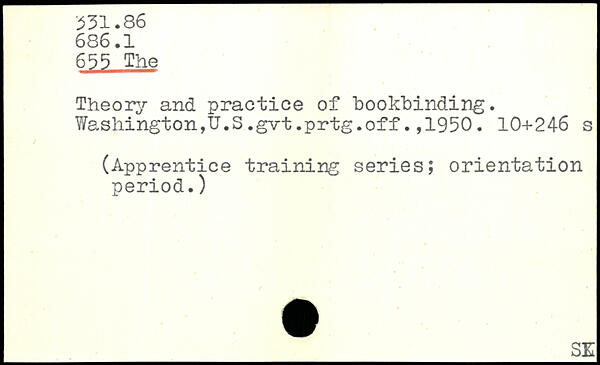 331.86
686.1
655 The
Theory and practice of bookbinding.
Washington,U.S.gvt.prtg.off.,1950. 10+246 s
(Apprentice training series; orientation
period.)
SK